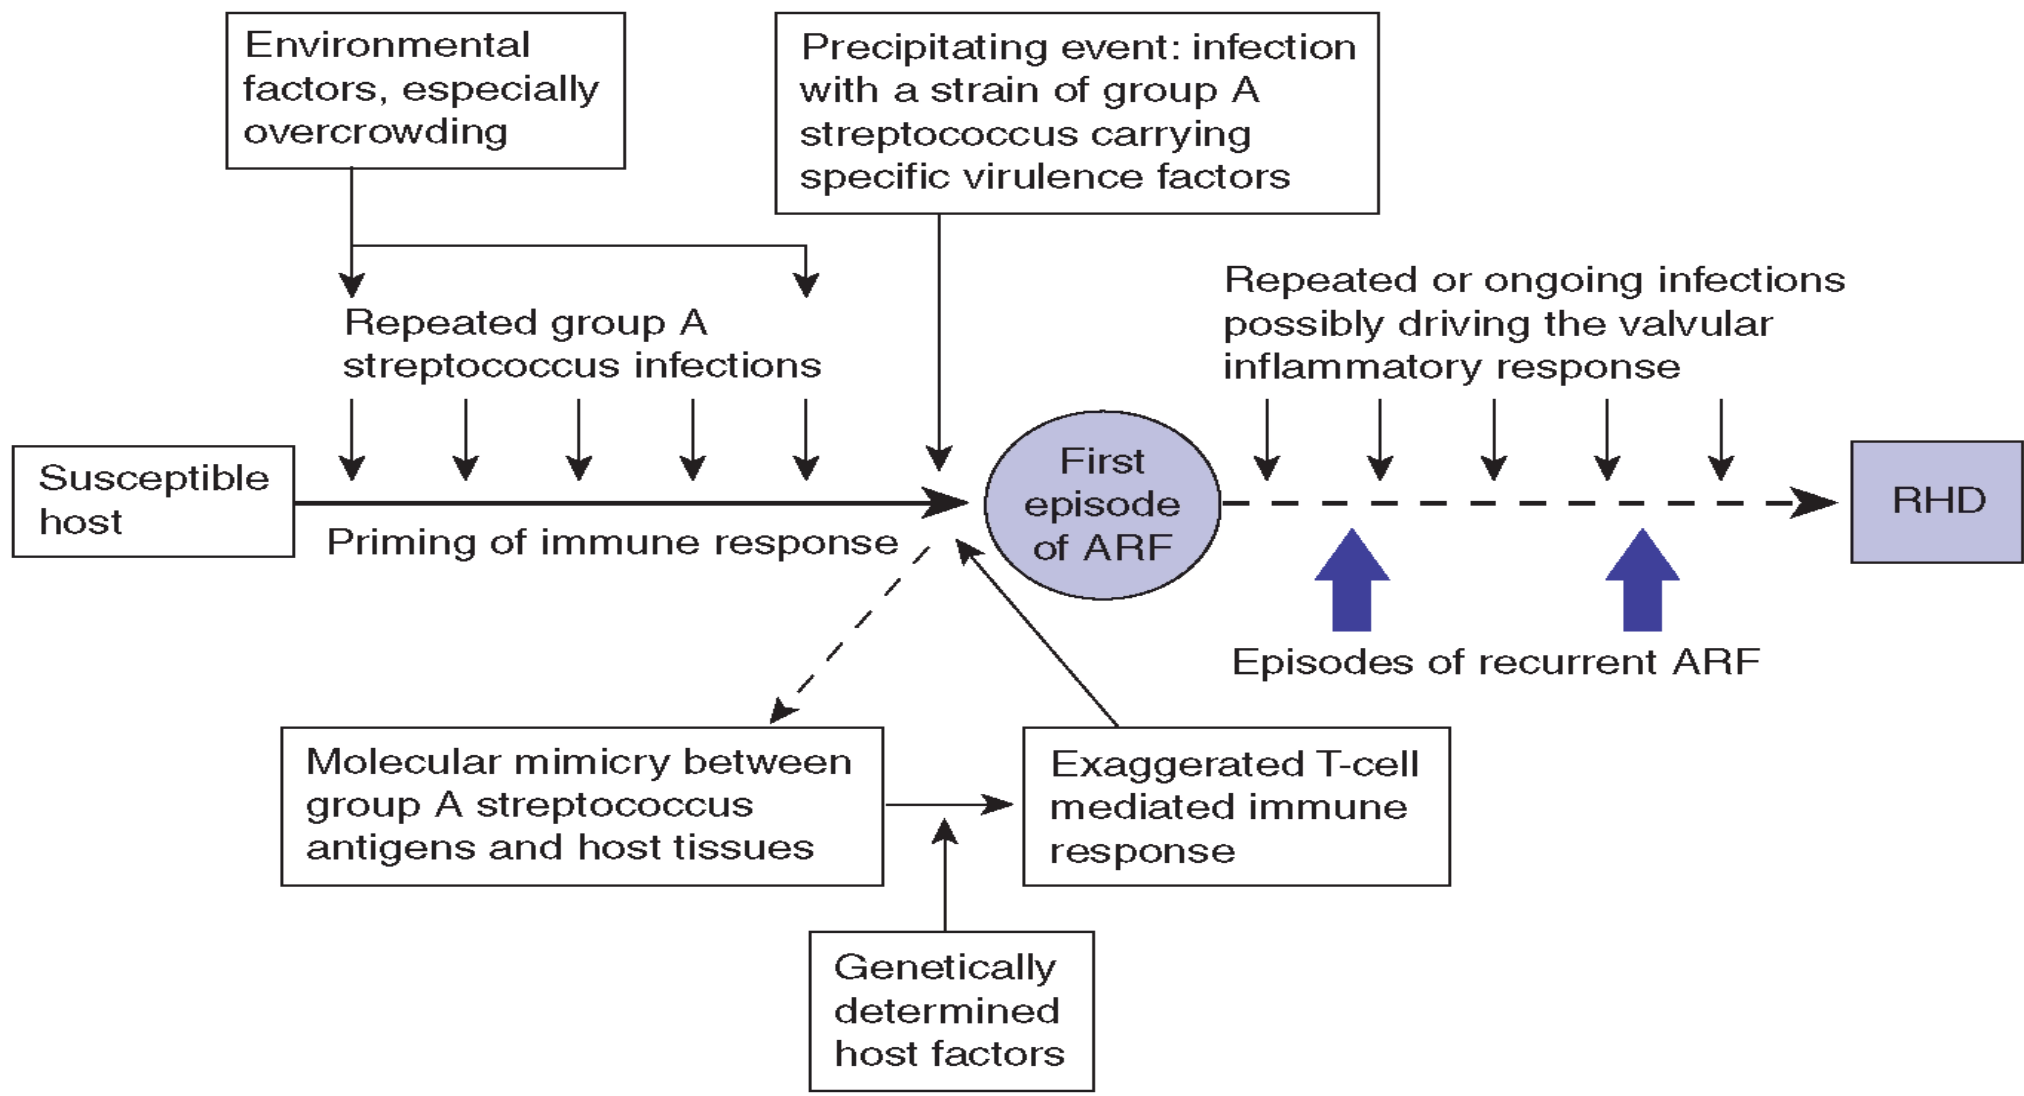 Environmental
factors, especially
overcrowding
Precipitating event: infection
with a strain of group A
streptococcus carrying
specific virulence factors
Repeated group A
streptococcus infections
Repeated or ongoing infections
possibly driving the valvular
inflammatory response
Susceptible
host
Priming of immune response
First
episode
of ARF
RHD
Episodes of recurrent ARF
Molecular mimicry between
group A streptococcus
antigens and host tissues
Exaggerated T-cell
mediated immune
response
Genetically
determined
host factors